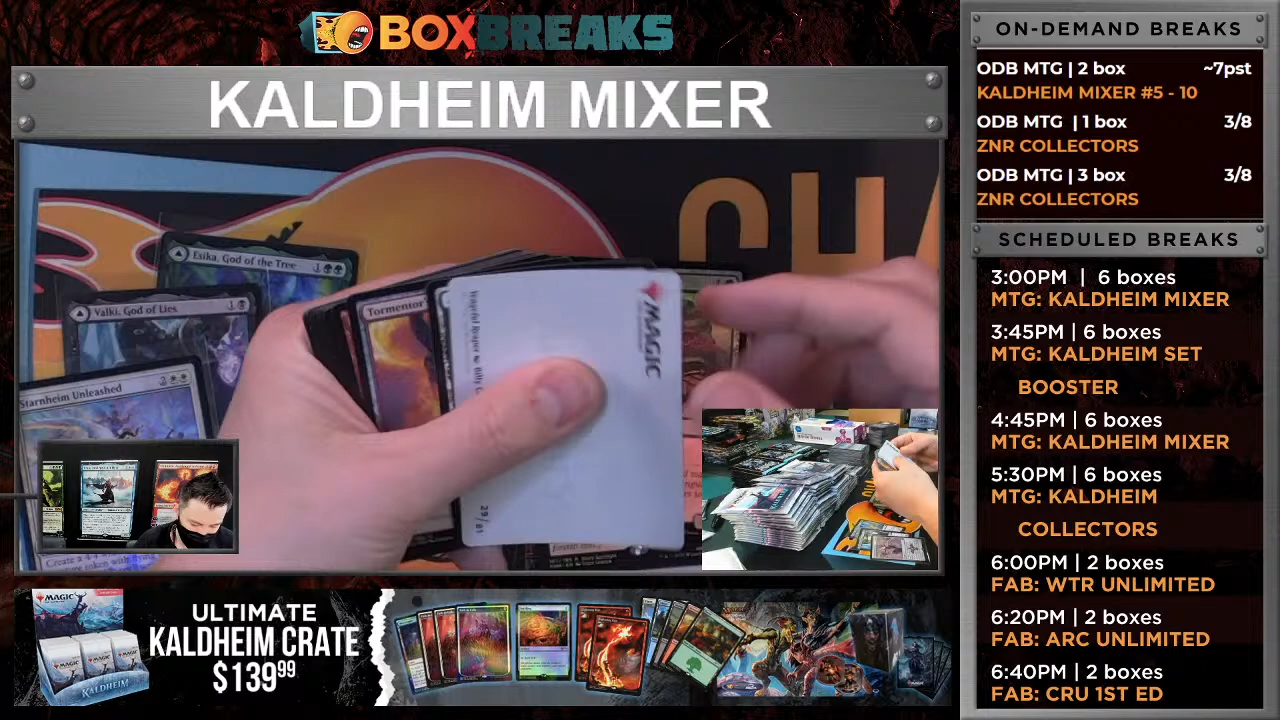 BOXBREAKS
KALDHEIM MIXER
Esika, God of the Tree
Valki, God of Lies
Starnheim Unleashed
Tormentor
MAGIC
29/81
CHA
ULTIMATE
KALDHEIM CRATE
$139.99
MAGIC
KALDHEIM
ON-DEMAND BREAKS
ODB MTG | 2 box ~7pst
KALDHEIM MIXER #5 - 10
ODB MTG | 1 box 3/8
ZNR COLLECTORS
ODB MTG | 3 box 3/8
ZNR COLLECTORS
SCHEDULED BREAKS
3:00PM | 6 boxes
MTG: KALDHEIM MIXER
3:45PM | 6 boxes
MTG: KALDHEIM SET
BOOSTER
4:45PM | 6 boxes
MTG: KALDHEIM MIXER
5:30PM | 6 boxes
MTG: KALDHEIM
COLLECTORS
6:00PM | 2 boxes
FAB: WTR UNLIMITED
6:20PM | 2 boxes
FAB: ARC UNLIMITED
6:40PM | 2 boxes
FAB: CRU 1ST ED